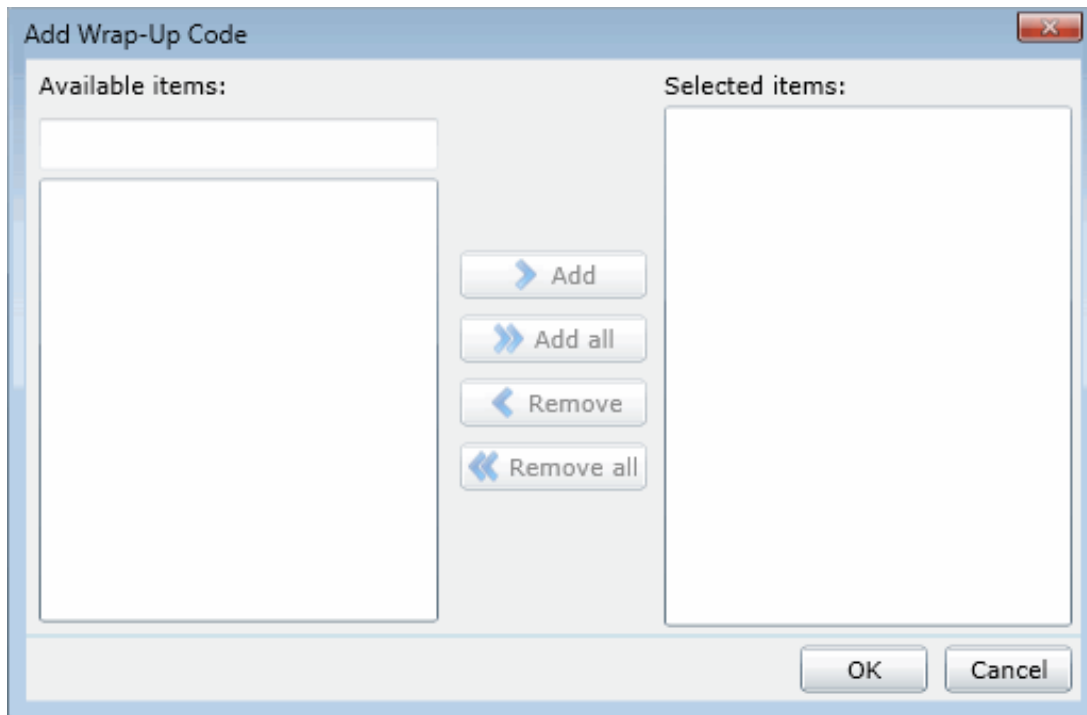 Add Wrap-Up Code
Available items:
Selected items:
Add
Add all
Remove
Remove all
OK
Cancel